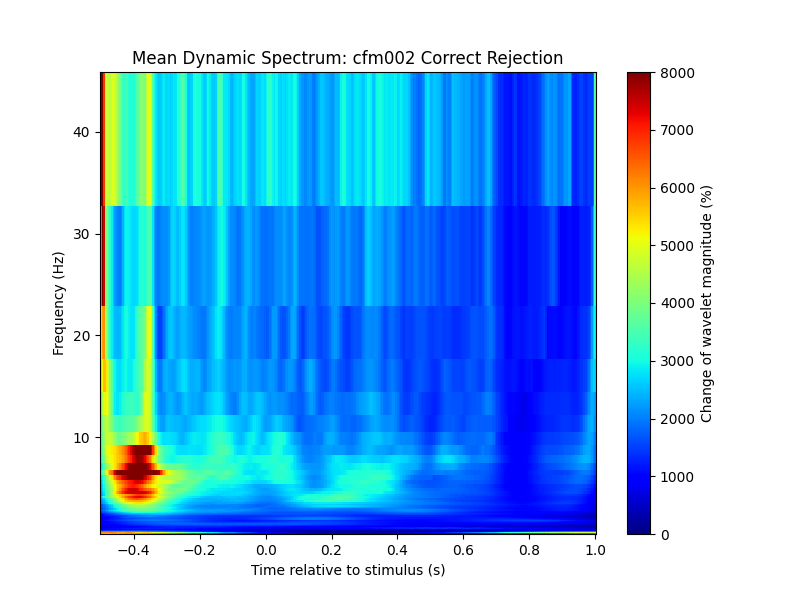 Mean Dynamic Spectrum: cfm002 Correct Rejection
40
30
20
10
Frequency (Hz)
−0.4 −0.2 0.0 0.2 0.4 0.6 0.8 1.0
Time relative to stimulus (s)
8000
7000
6000
5000
4000
3000
2000
1000
0
Change of wavelet magnitude (%)